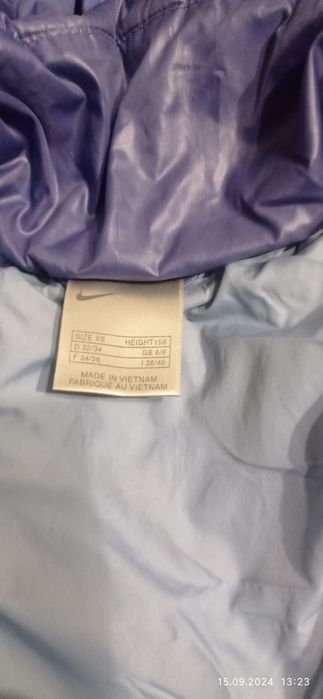 SIZE XS HEIGHT156
D 32/34 GB 6/8
F 34/36 I 38/40
MADE IN VIETNAM
FABRIQUE AU VIETNAM
15.09.2024 13:23